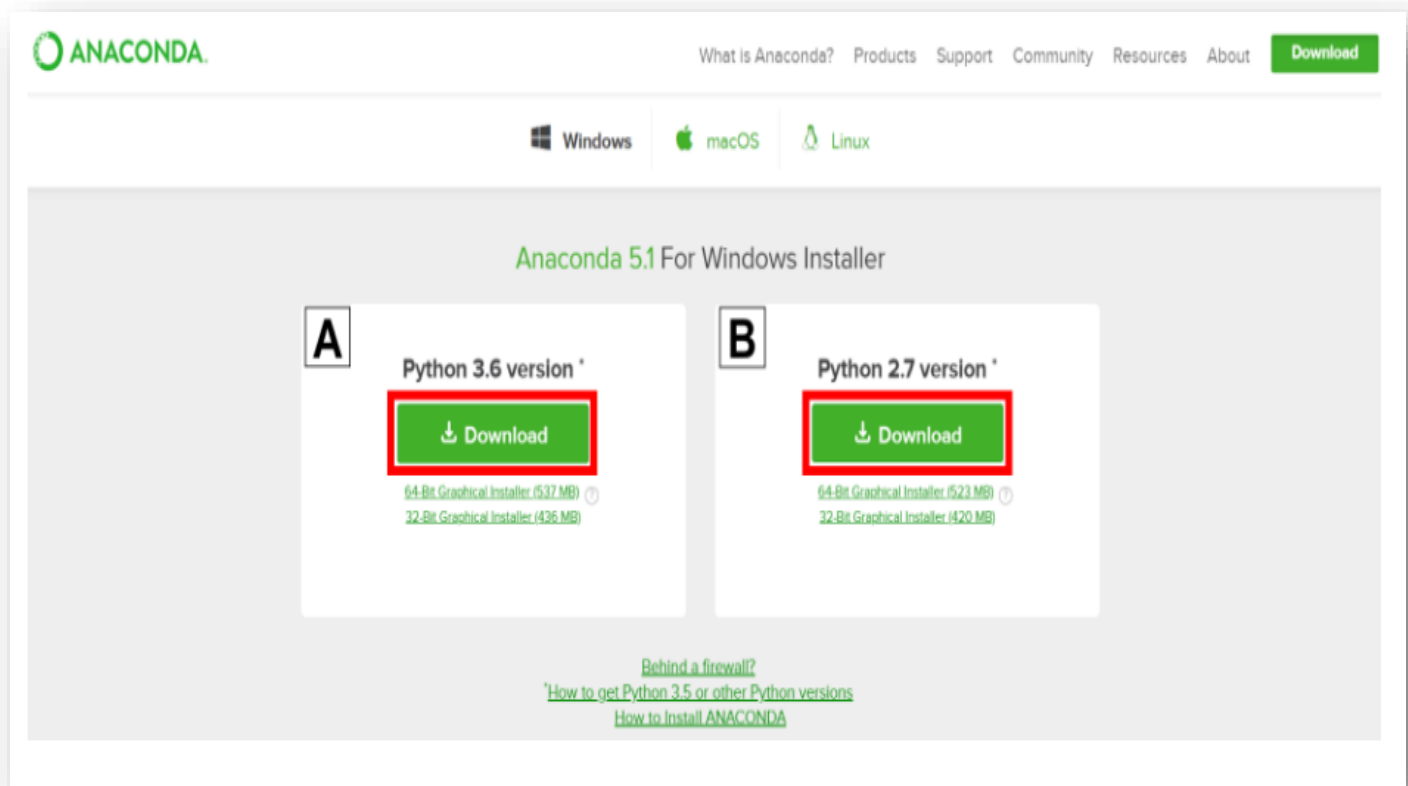 ANACONDA.
What is Anaconda? Products Support Community Resources About Download
Windows macOS Linux
Anaconda 5.1 For Windows Installer
A
Python 3.6 version *
Download
64-Bit Graphical Installer (537 MB) ?
32-Bit Graphical Installer (436 MB)
B
Python 2.7 version *
Download
64-Bit Graphical Installer (523 MB) ?
32-Bit Graphical Installer (420 MB)
Behind a firewall?
*How to get Python 3.5 or other Python versions
How to Install ANACONDA